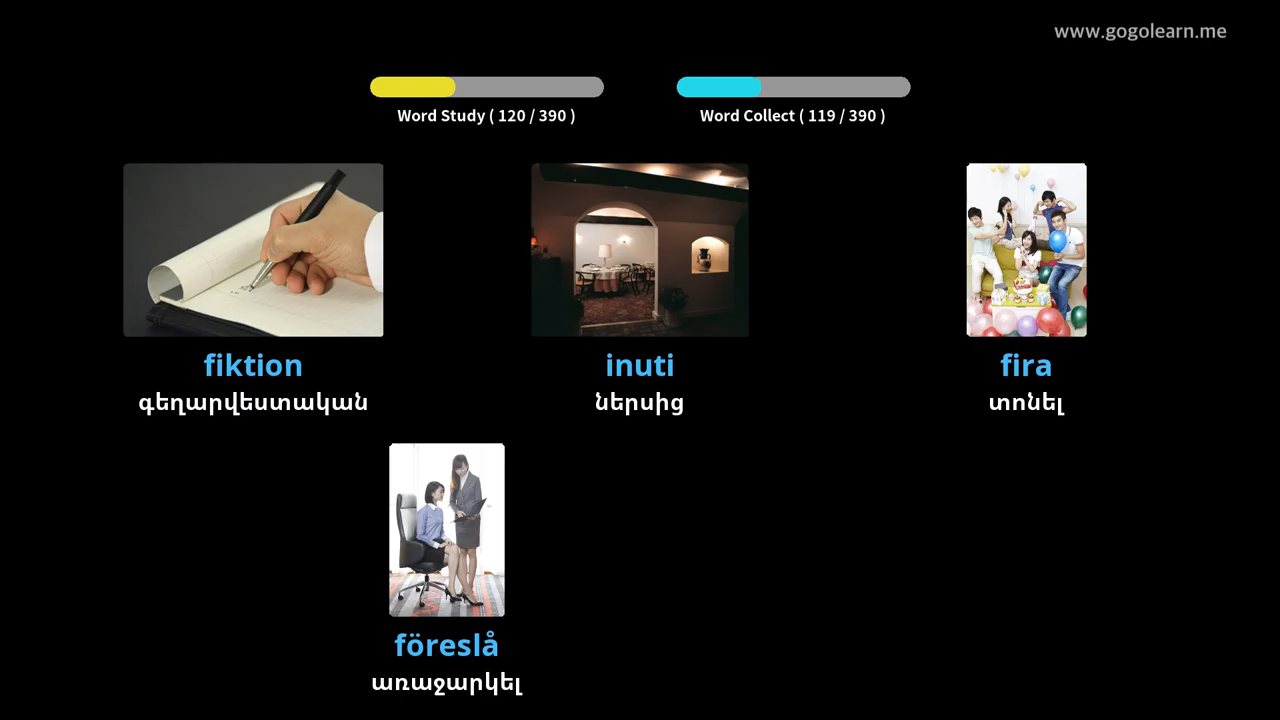 www.gogolearn.me
Word Study ( 120 / 390 )
Word Collect ( 119 / 390 )
fiktion
գեղարվեստական
inuti
ներսից
fira
տոնել
föreslå
առաջարկել